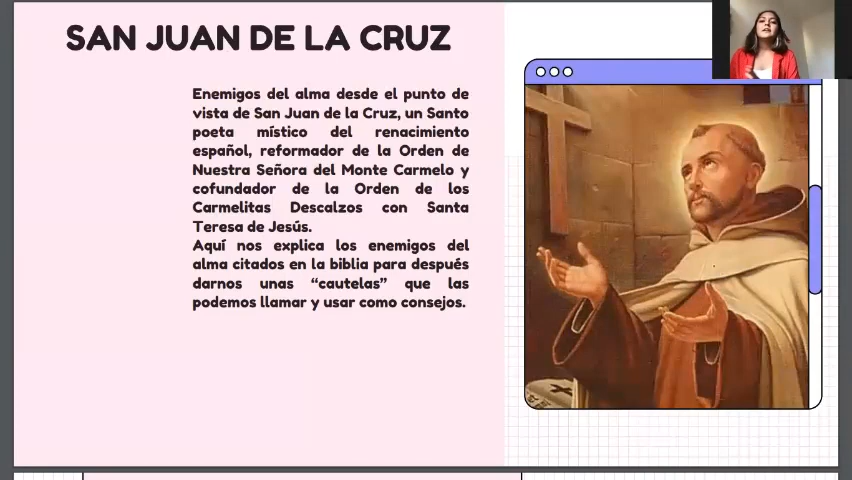 SAN JUAN DE LA CRUZ
Enemigos del alma desde el punto de
vista de San Juan de la Cruz, un Santo
poeta místico del renacimiento
español, reformador de la Orden de
Nuestra Señora del Monte Carmelo y
cofundador de la Orden de los
Carmelitas Descalzos con Santa
Teresa de Jesús.
Aquí nos explica los enemigos del
alma citados en la biblia para después
darnos unas “cautelas” que las
podemos llamar y usar como consejos.